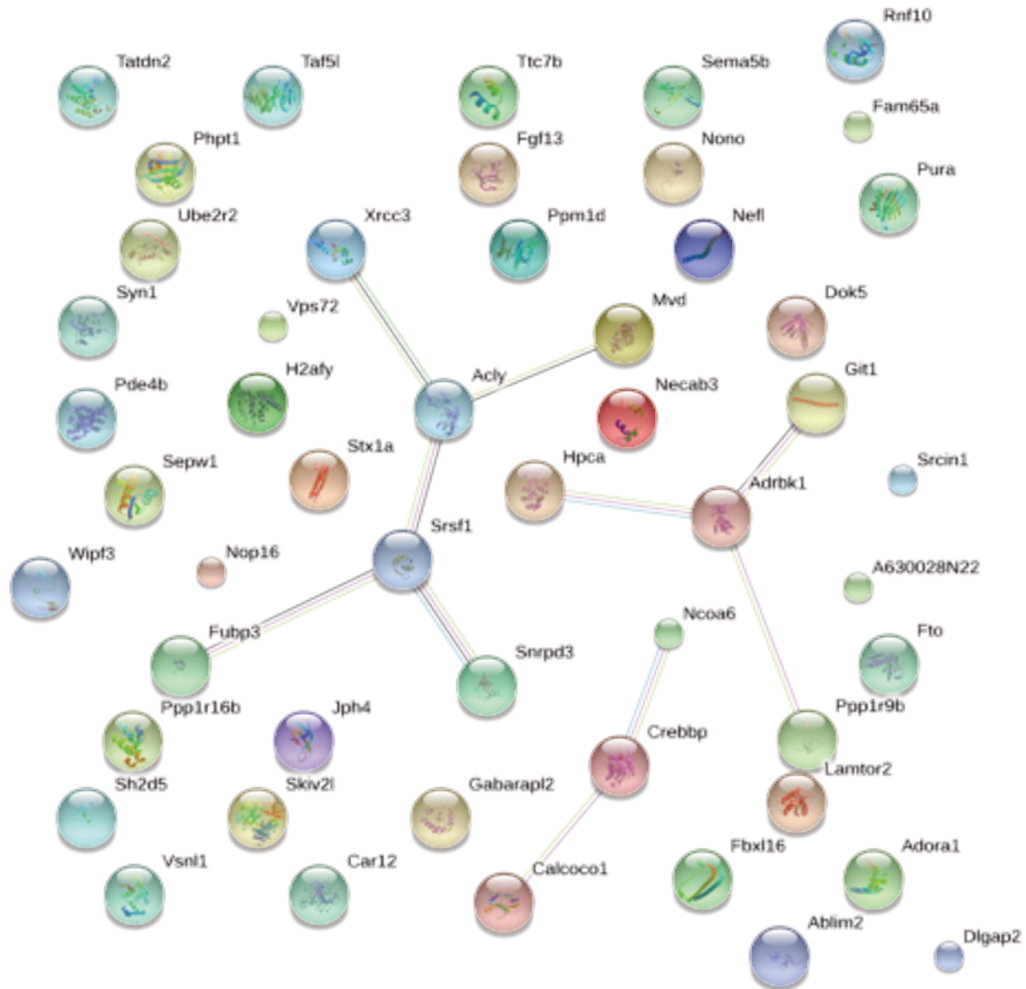 Rnf10
Tatdn2
Taf5l
Ttc7b
Sema5b
Fam65a
Phpt1
Fgf13
Nono
Pura
Ube2r2
Xrcc3
Ppm1d
Nefl
Syn1
Vps72
Mvd
Dok5
Pde4b
H2afy
Acly
Necab3
Git1
Sepw1
Stx1a
Hpca
Adrbk1
Srcin1
Srsf1
Wipf3
Nop16
A630028N22
Fubp3
Ncoa6
Fto
Snrpd3
Ppp1r16b
Jph4
Crebbp
Ppp1r9b
Sh2d5
Skiv2l
Gabarapl2
Lamtor2
Vsnl1
Car12
Calcoco1
Fbxl16
Adora1
Ablim2
Dlgap2